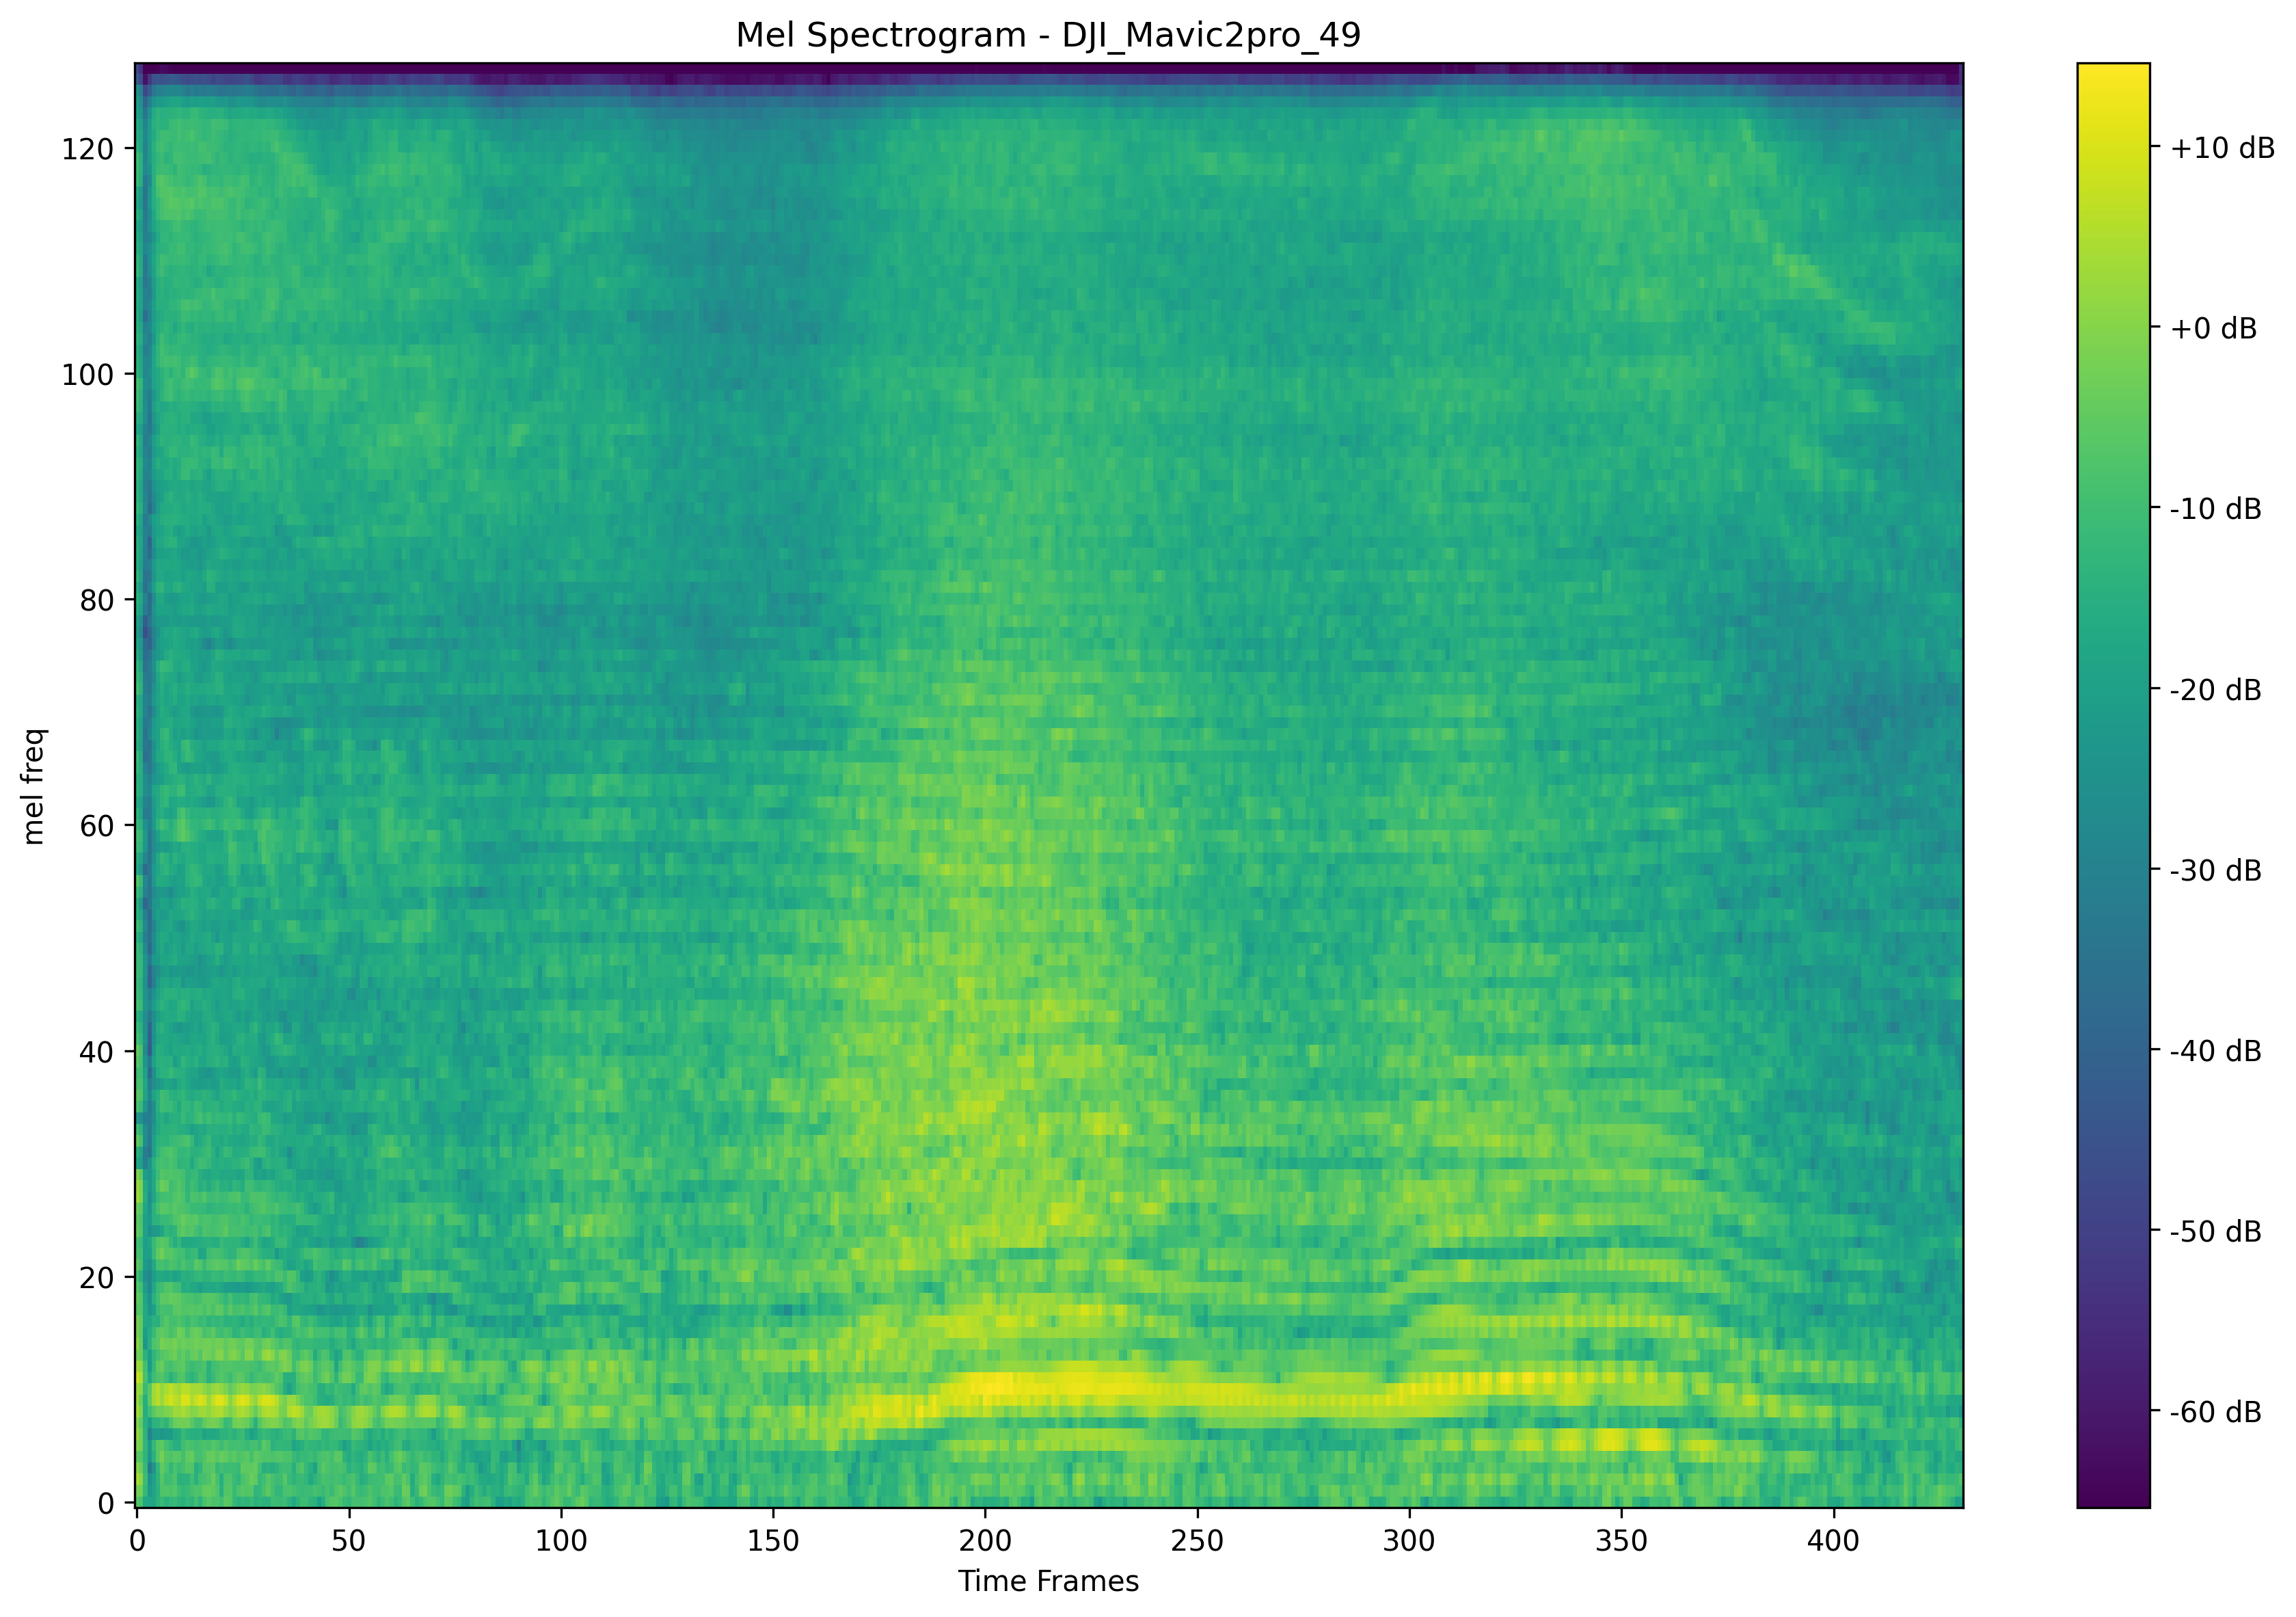 Mel Spectrogram - DJI_Mavic2pro_49
mel freq
120
100
80
60
40
20
0
0 50 100 150 200 250 300 350 400
Time Frames
+10 dB
+0 dB
-10 dB
-20 dB
-30 dB
-40 dB
-50 dB
-60 dB